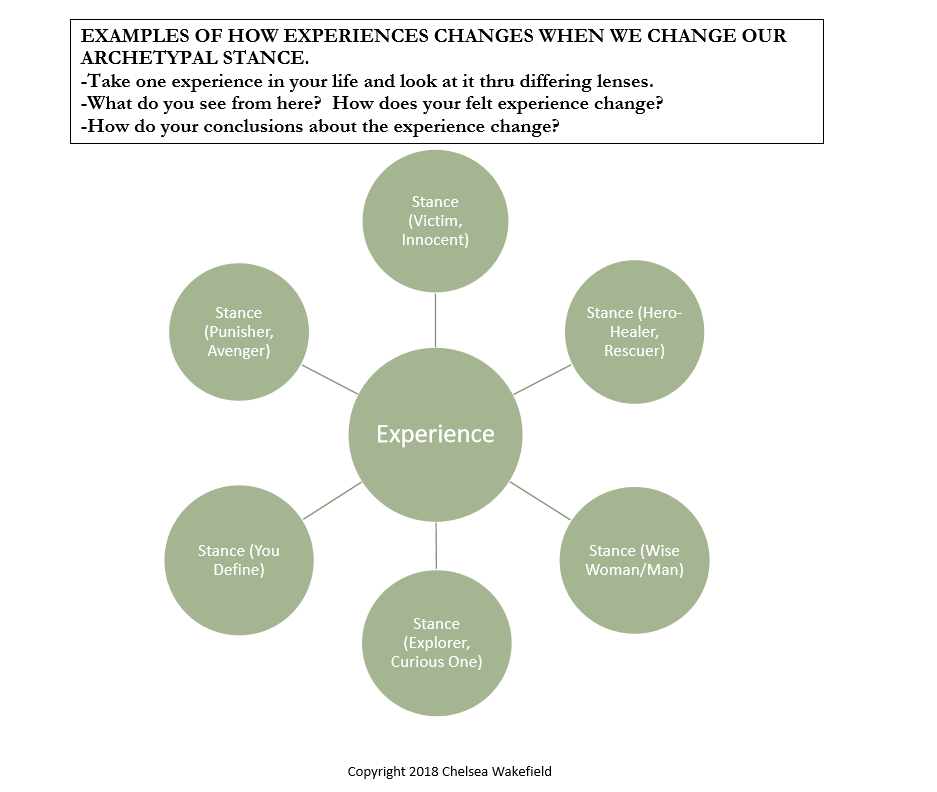 EXAMPLES OF HOW EXPERIENCES CHANGES WHEN WE CHANGE OUR
ARCHETYPAL STANCE.
-Take one experience in your life and look at it thru differing lenses.
-What do you see from here? How does your felt experience change?
-How do your conclusions about the experience change?
Stance
(Victim,
Innocent)
Stance (Hero-
Healer,
Rescuer)
Stance (Wise
Woman/Man)
Stance
(Explorer,
Curious One)
Stance (You
Define)
Stance
(Punisher,
Avenger)
Experience
Copyright 2018 Chelsea Wakefield